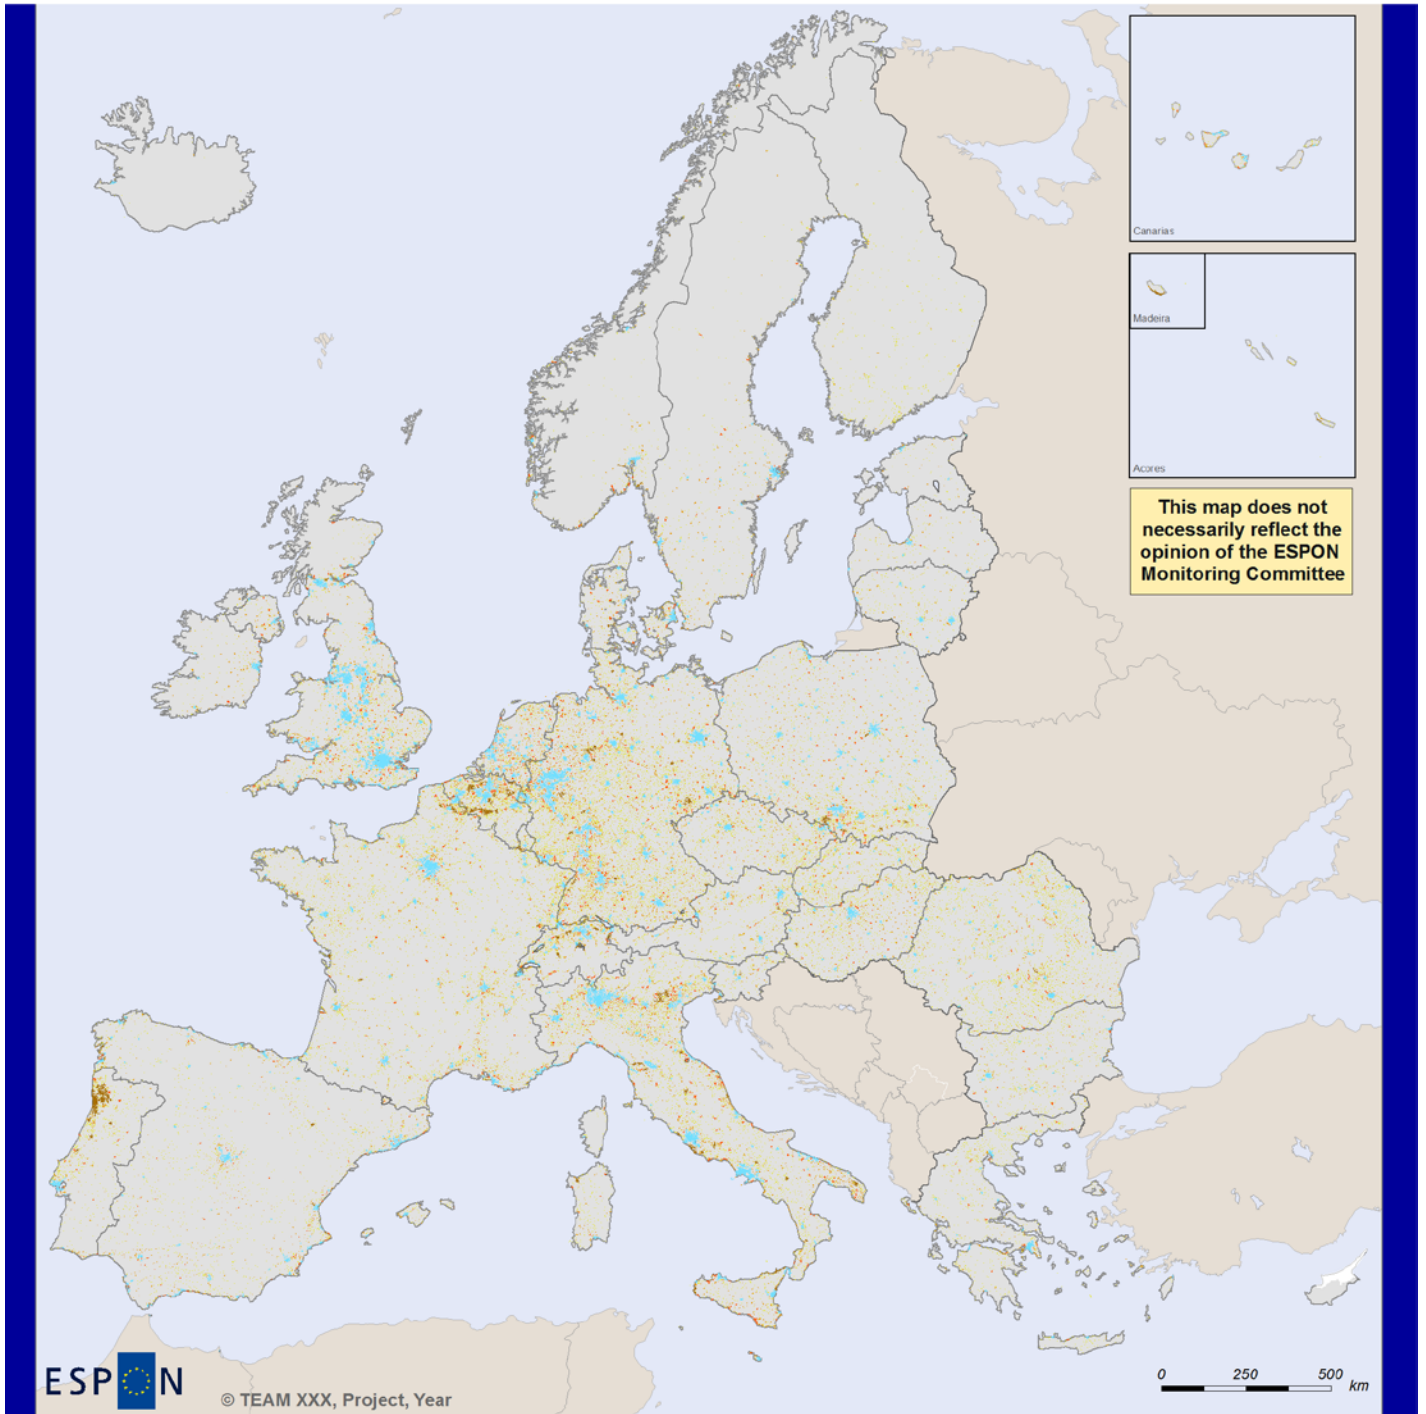 Canarias
Madeira
Acores
This map does not
necessarily reflect the
opinion of the ESPON
Monitoring Committee
ESPON
© TEAM XXX, Project, Year
0 250 500
km